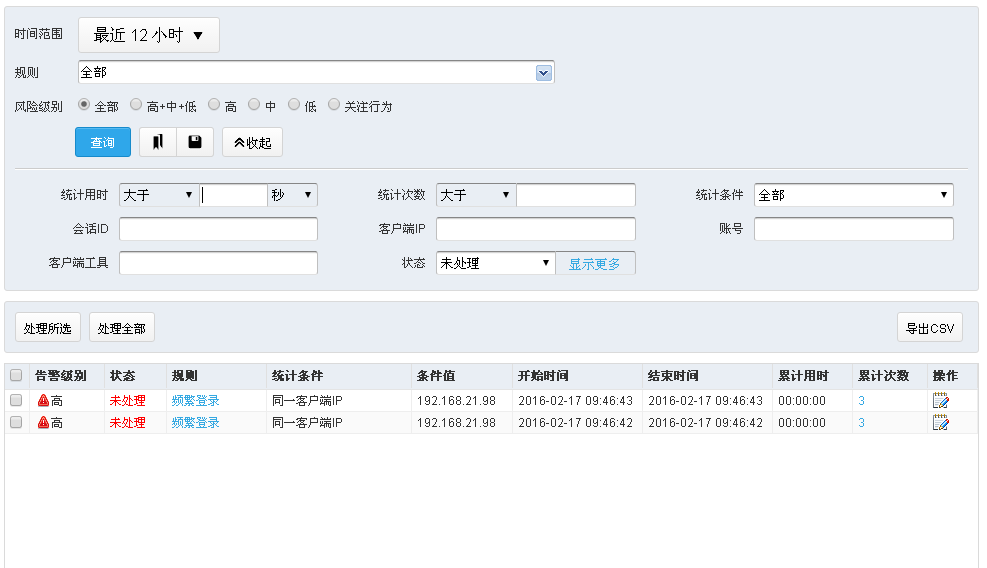 时间范围 最近 12 小时 ▼
规则 全部
风险级别 全部 高+中+低 高 中 低 关注行为
查询 收起
统计用时 大于 秒 统计次数 大于 统计条件 全部
会话ID 客户端IP 账号
客户端工具 状态 未处理 显示更多
处理所选 处理全部 导出CSV
告警级别 状态 规则 统计条件 条件值 开始时间 结束时间 累计用时 累计次数 操作
高 未处理 频繁登录 同一客户端IP 192.168.21.98 2016-02-17 09:46:43 2016-02-17 09:46:43 00:00:00 3
高 未处理 频繁登录 同一客户端IP 192.168.21.98 2016-02-17 09:46:42 2016-02-17 09:46:42 00:00:00 3